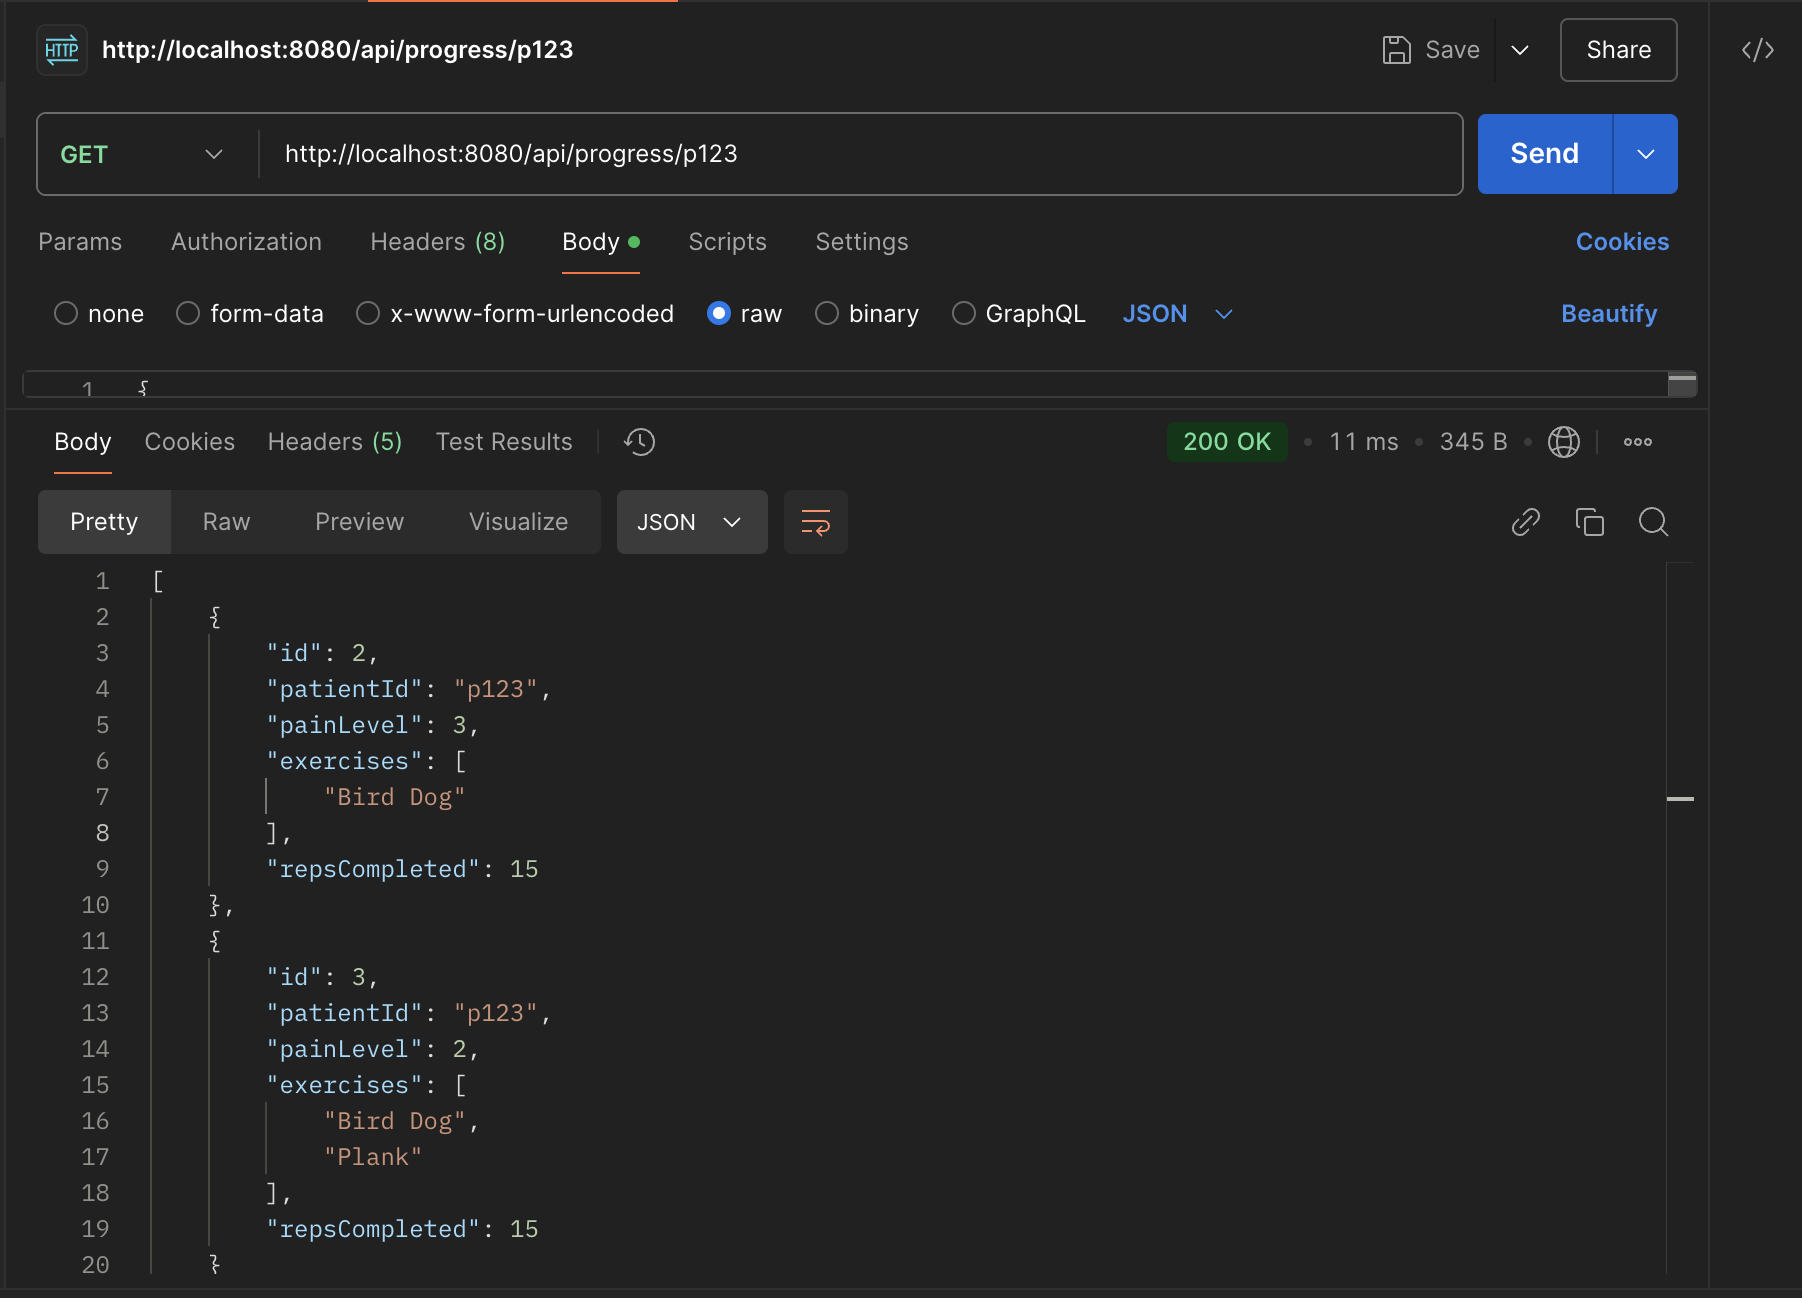 HTTP http://localhost:8080/api/progress/p123 Save Share
GET http://localhost:8080/api/progress/p123 Send
Params Authorization Headers (8) Body Scripts Settings Cookies
none form-data x-www-form-urlencoded raw binary GraphQL JSON Beautify
1 {
Body Cookies Headers (5) Test Results 200 OK • 11 ms • 345 B •
Pretty Raw Preview Visualize JSON
1 [
2 {
3 "id": 2,
4 "patientId": "p123",
5 "painLevel": 3,
6 "exercises": [
7 "Bird Dog"
8 ],
9 "repsCompleted": 15
10 },
11 {
12 "id": 3,
13 "patientId": "p123",
14 "painLevel": 2,
15 "exercises": [
16 "Bird Dog",
17 "Plank"
18 ],
19 "repsCompleted": 15
20 }